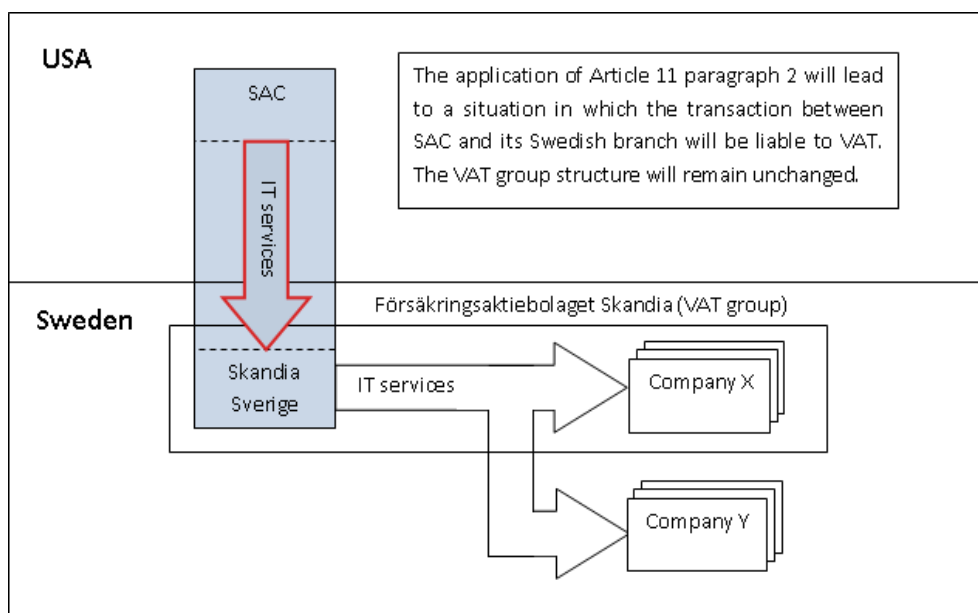 USA
SAC
The application of Article 11 paragraph 2 will lead
to a situation in which the transaction between
SAC and its Swedish branch will be liable to VAT.
The VAT group structure will remain unchanged.
IT services
Sweden
Försäkringsaktiebolaget Skandia (VAT group)
Skandia
Sverige
IT services
Company X
Company Y